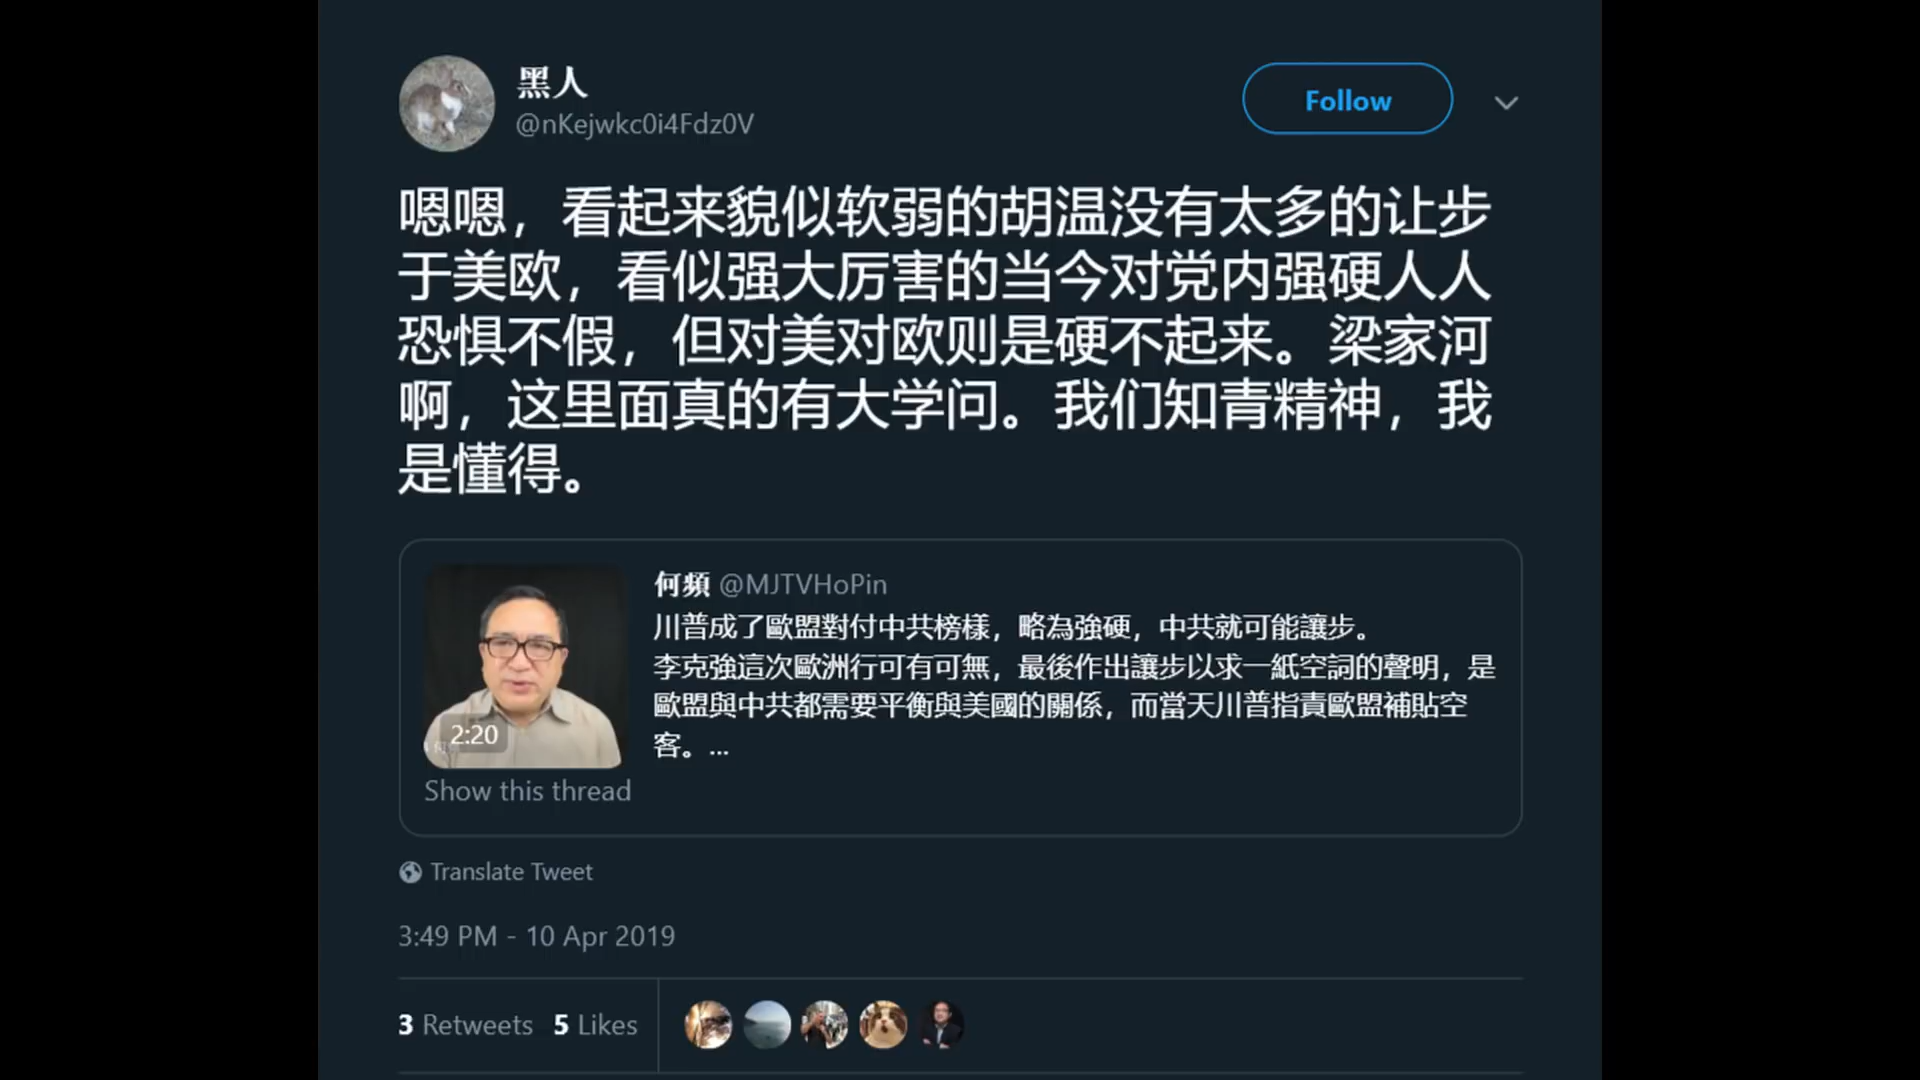 黑人
@nKejwkc0i4Fdz0V
Follow
嗯嗯，看起来貌似软弱的胡温没有太多的让步
于美欧，看似强大厉害的当今对党内强硬人人
恐惧不假，但对美对欧则是硬不起来。梁家河
啊，这里面真的有大学问。我们知青精神，我
是懂得。
何頻 @MJTVHoPin
川普成了歐盟對付中共榜樣，略為強硬，中共就可能讓步。
李克強這次歐洲行可有可無，最後作出讓步以求一紙空詞的聲明，是
歐盟與中共都需要平衡與美國的關係，而當天川普指責歐盟補貼空
客。...
2:20
Show this thread
Translate Tweet
3:49 PM - 10 Apr 2019
3 Retweets 5 Likes